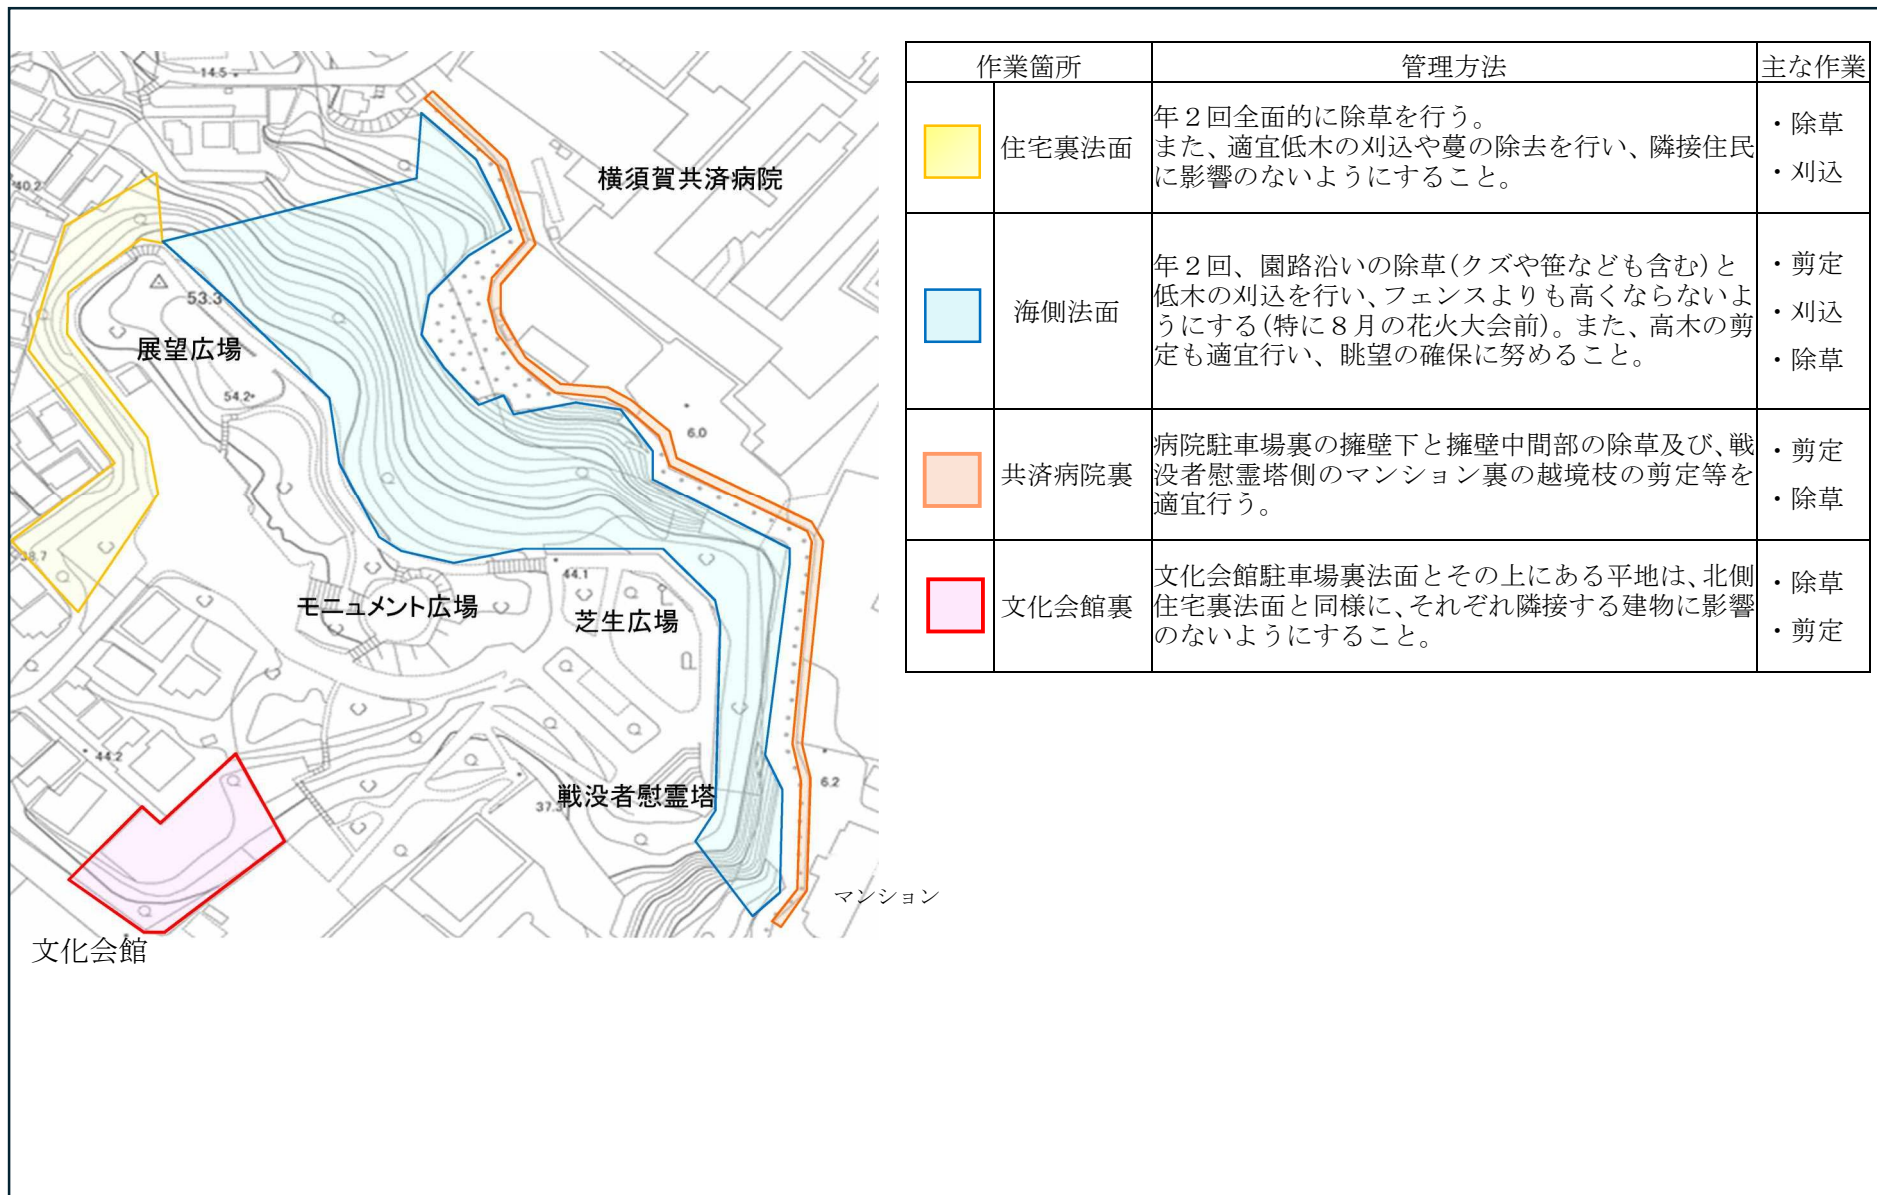 14.5
横須賀共済病院
40.2
53.3
展望広場
54.2
6.0
38.7
44.1
モニュメント広場
芝生広場
44.2
戦没者慰霊塔
37.3
6.2
マンション
文化会館
作業箇所
管理方法
主な作業
住宅裏法面
年2回全面的に除草を行う。
また、適宜低木の刈込や蔓の除去を行い、隣接住民
に影響のないようにすること。
・除草
・刈込
海側法面
年2回、園路沿いの除草(クズや笹なども含む)と
低木の刈込を行い、フェンスよりも高くならないよ
うにする(特に8月の花火大会前)。また、高木の剪
定も適宜行い、眺望の確保に努めること。
・剪定
・刈込
・除草
共済病院裏
病院駐車場裏の擁壁下と擁壁中間部の除草及び、戦
没者慰霊塔側のマンション裏の越境枝の剪定等を
適宜行う。
・剪定
・除草
文化会館裏
文化会館駐車場裏法面とその上にある平地は、北側
住宅裏法面と同様に、それぞれ隣接する建物に影響
のないようにすること。
・除草
・剪定